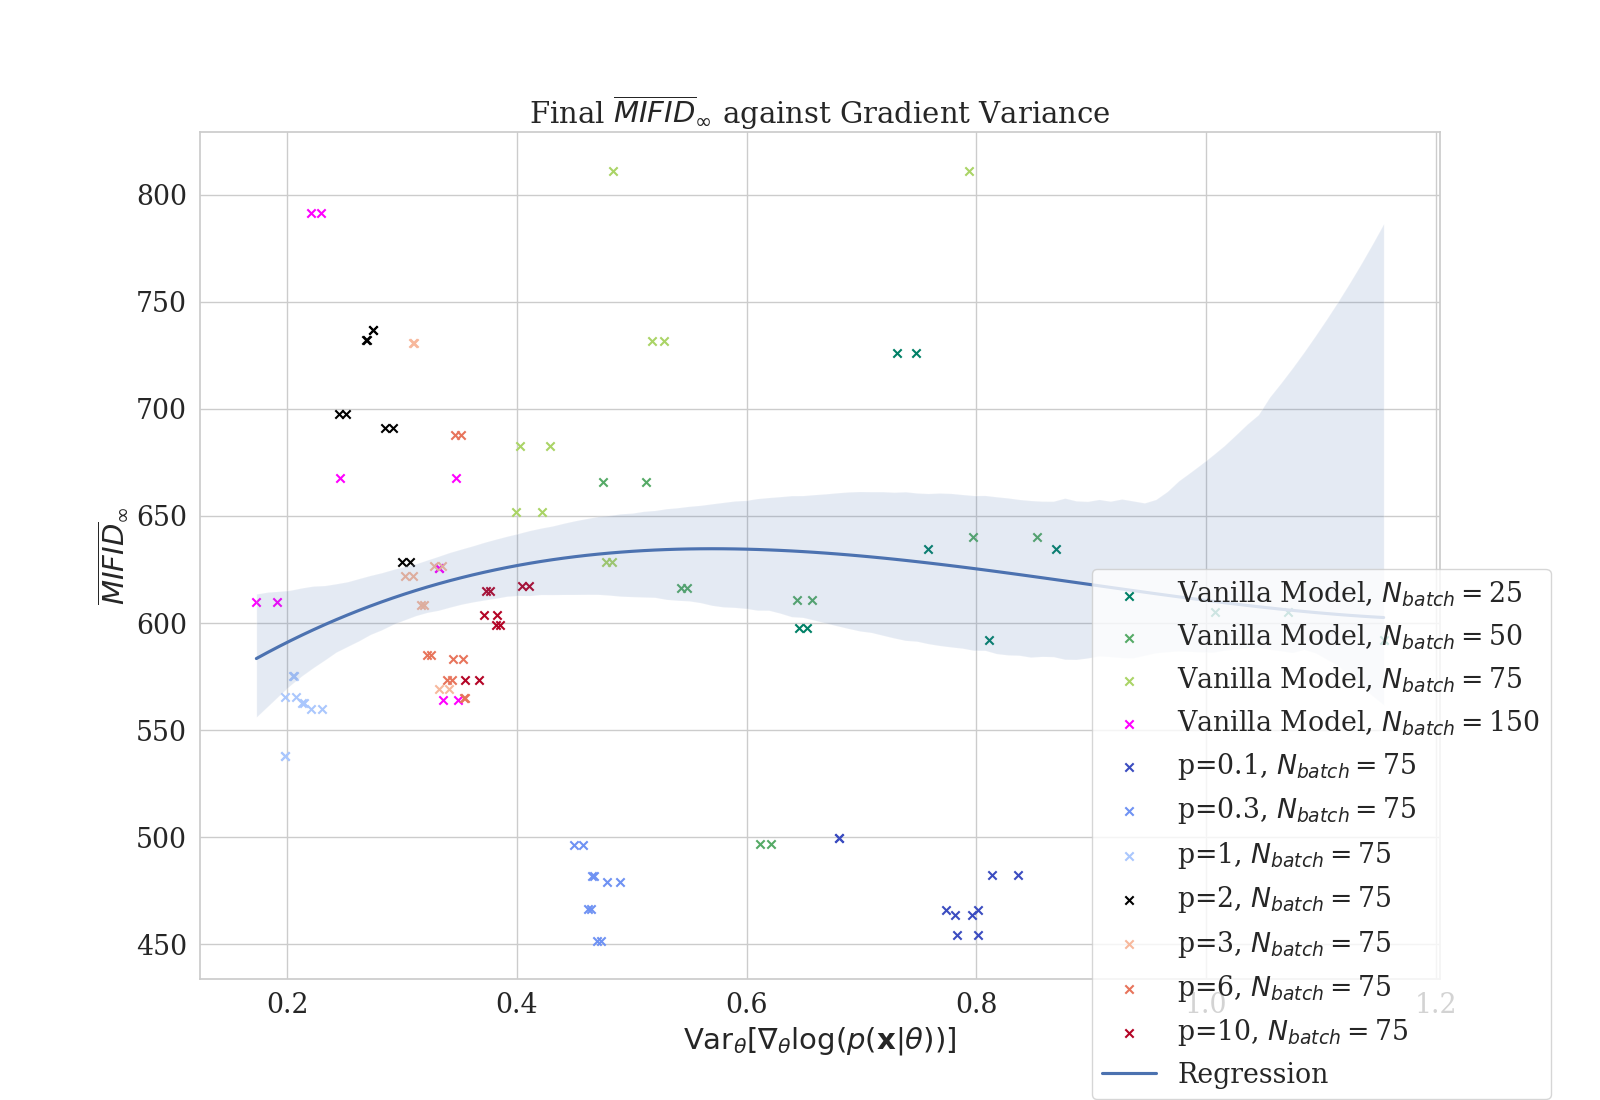 Final $\overline{MIFID}_\infty$ against Gradient Variance
$\overline{MIFID}_\infty$
800
750
700
650
600
550
500
450
0.2 0.4 0.6 0.8 1.0 1.2
$\mathrm{Var}_\theta[\nabla_\theta \log(p(\mathbf{x}|\theta))]$
Vanilla Model, $N_{batch} = 25$
Vanilla Model, $N_{batch} = 50$
Vanilla Model, $N_{batch} = 75$
Vanilla Model, $N_{batch} = 150$
p=0.1, $N_{batch} = 75$
p=0.3, $N_{batch} = 75$
p=1, $N_{batch} = 75$
p=2, $N_{batch} = 75$
p=3, $N_{batch} = 75$
p=6, $N_{batch} = 75$
p=10, $N_{batch} = 75$
Regression